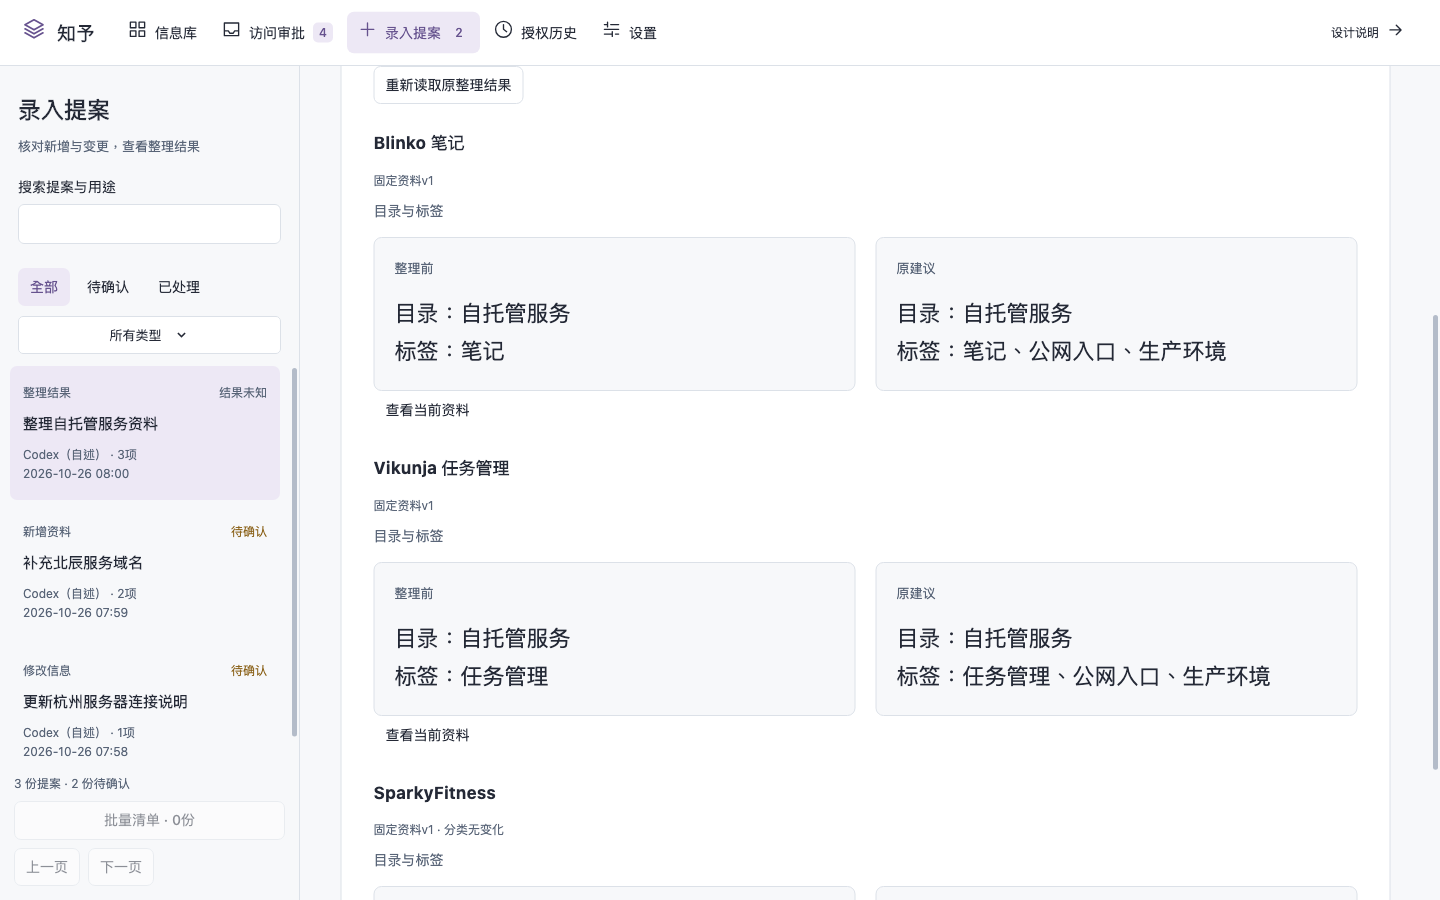 知予
信息库
访问审批 4
录入提案 2
授权历史
设置
设计说明
录入提案
核对新增与变更，查看整理结果
搜索提案与用途
全部
待确认
已处理
所有类型
整理结果 结果未知
整理自托管服务资料
Codex（自述） · 3项
2026-10-26 08:00
新增资料 待确认
补充北辰服务域名
Codex（自述） · 2项
2026-10-26 07:59
修改信息 待确认
更新杭州服务器连接说明
Codex（自述） · 1项
2026-10-26 07:58
3 份提案 · 2 份待确认
批量清单 · 0份
上一页
下一页
重新读取原整理结果
Blinko 笔记
固定资料v1
目录与标签
整理前
目录：自托管服务
标签：笔记
原建议
目录：自托管服务
标签：笔记、公网入口、生产环境
查看当前资料
Vikunja 任务管理
固定资料v1
目录与标签
整理前
目录：自托管服务
标签：任务管理
原建议
目录：自托管服务
标签：任务管理、公网入口、生产环境
查看当前资料
SparkyFitness
固定资料v1 · 分类无变化
目录与标签